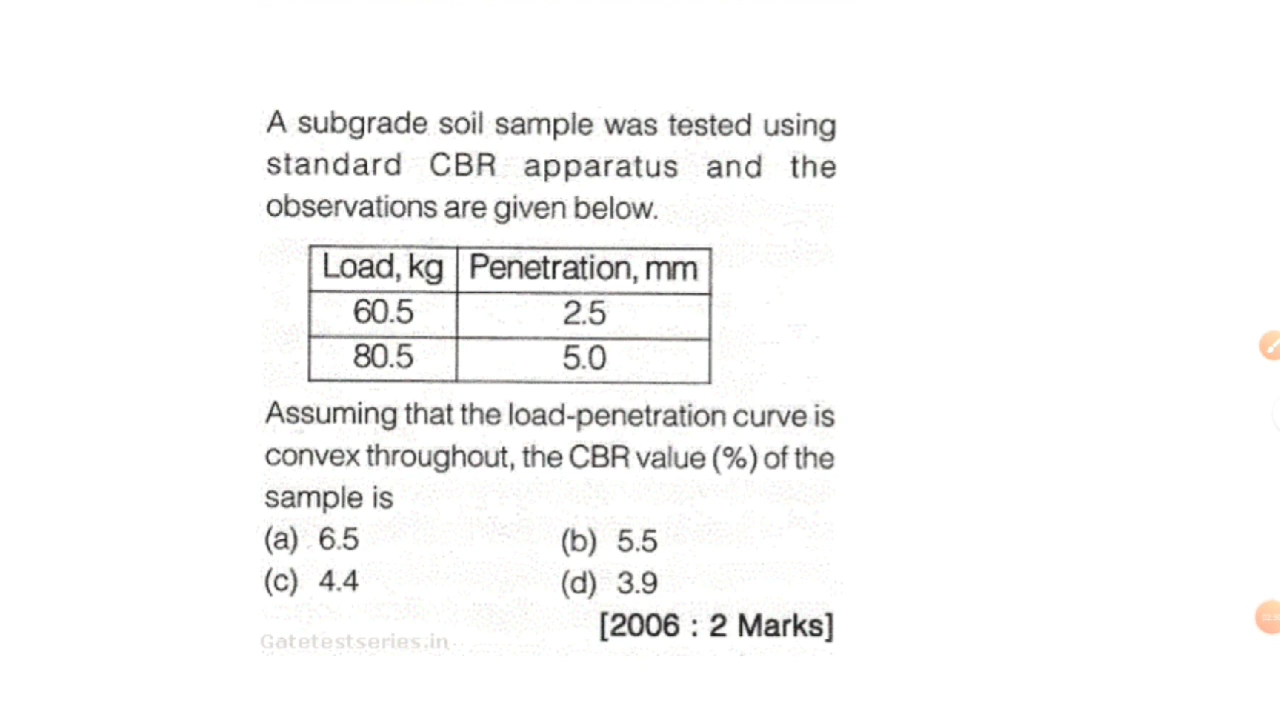 A subgrade soil sample was tested using
standard CBR apparatus and the
observations are given below.
Load, kg Penetration, mm
60.5 2.5
80.5 5.0
Assuming that the load-penetration curve is
convex throughout, the CBR value (%) of the
sample is
(a) 6.5 (b) 5.5
(c) 4.4 (d) 3.9
[2006 : 2 Marks]
Gatetestseries.in